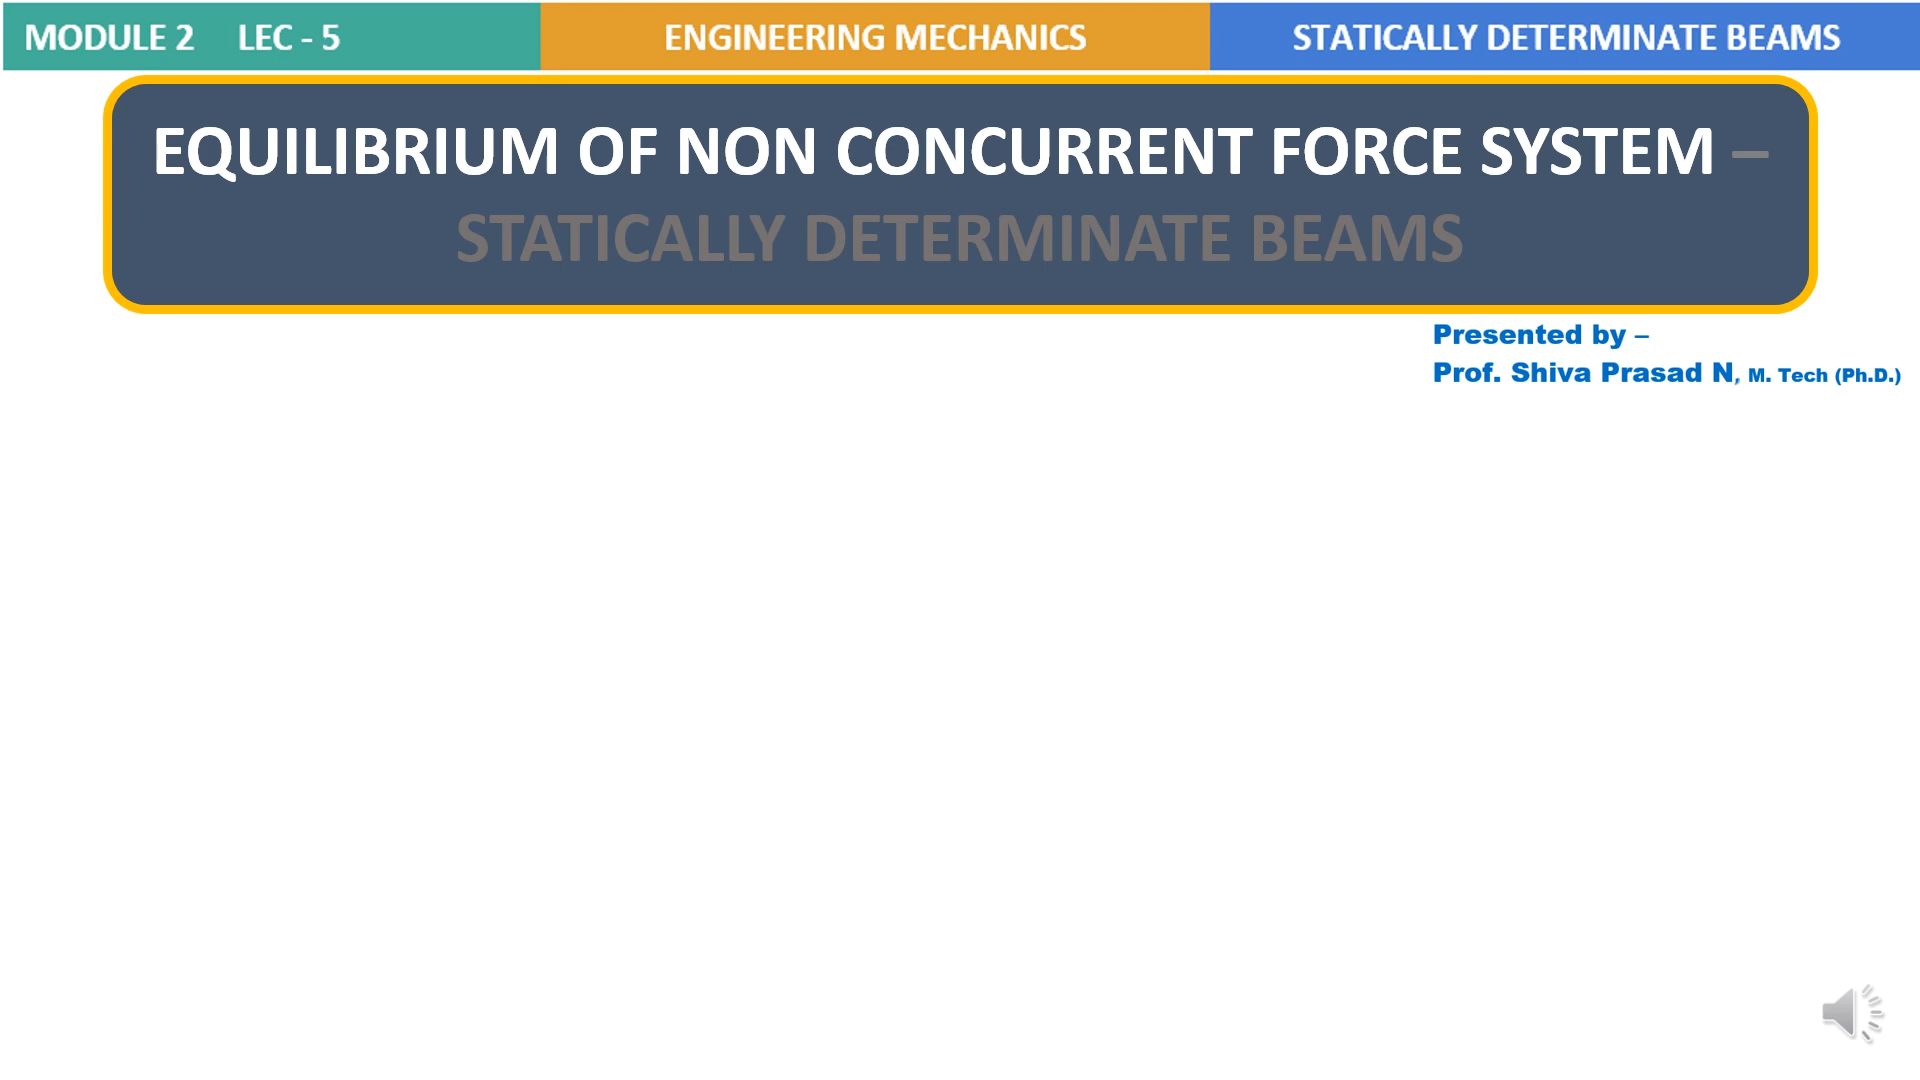 MODULE 2 LEC - 5 ENGINEERING MECHANICS STATICALLY DETERMINATE BEAMS
EQUILIBRIUM OF NON CONCURRENT FORCE SYSTEM –
STATICALLY DETERMINATE BEAMS
Presented by –
Prof. Shiva Prasad N, M. Tech (Ph.D.)